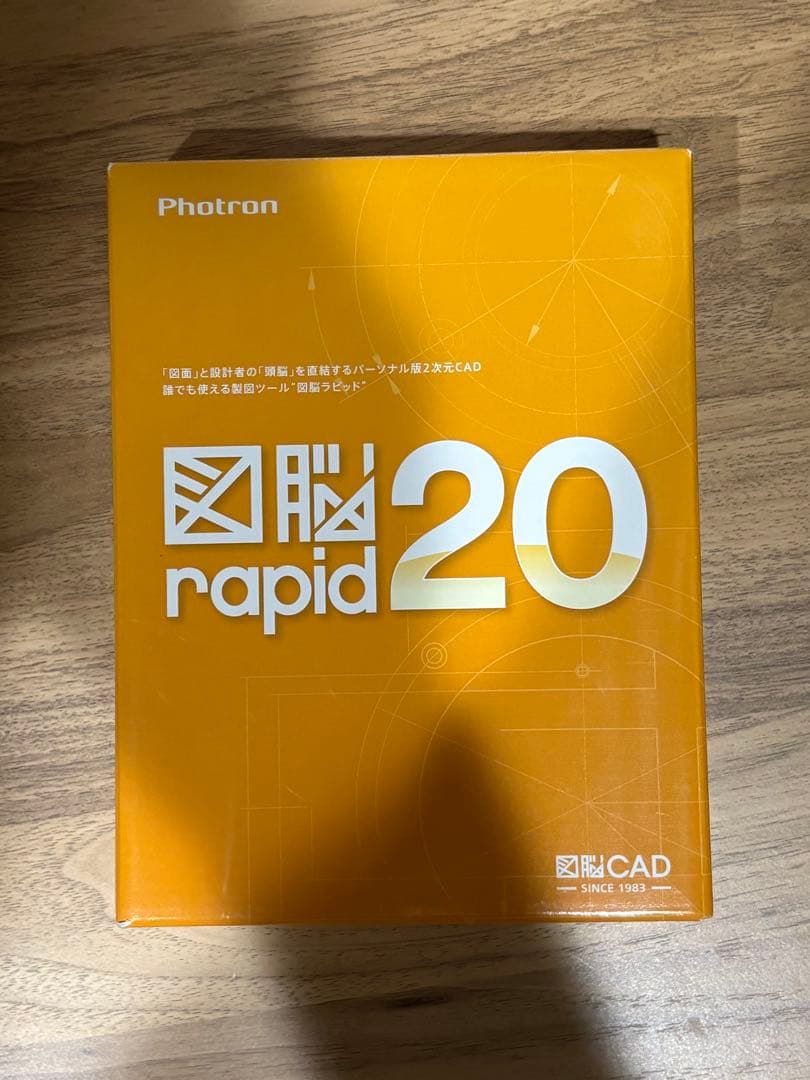 Photron
「図面」と設計者の「頭脳」を直結するパーソナル版2次元CAD
誰でも使える製図ツール"図脳ラピッド"
図脳
rapid20
図脳CAD
SINCE 1983